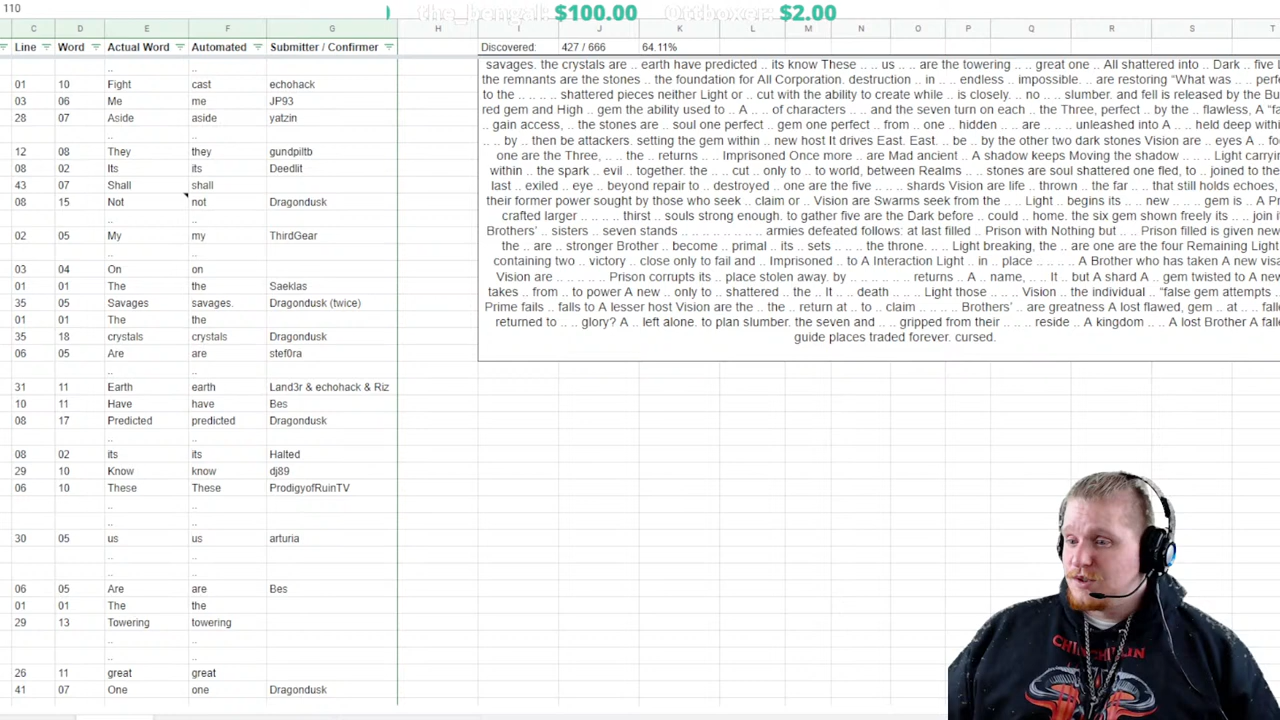 110
the_bengal: $100.00 Ottboxer: $2.00
C D E F G H I J K L M N O P Q R S T
Line Word Actual Word Automated Submitter / Confirmer Discovered: 427 / 666 64.11%
.. ..
01 10 Fight cast echohack
03 06 Me me JP93
28 07 Aside aside yatzin
.. ..
12 08 They they gundpiltb
08 02 Its its Deedlit
43 07 Shall shall
08 15 Not not Dragondusk
.. ..
02 05 My my ThirdGear
.. ..
03 04 On on
01 01 The the Saeklas
35 05 Savages savages. Dragondusk (twice)
01 01 The the
35 18 crystals crystals Dragondusk
06 05 Are are stef0ra
.. ..
31 11 Earth earth Land3r & echohack & Riz
10 11 Have have Bes
08 17 Predicted predicted Dragondusk
.. ..
08 02 its its Halted
29 10 Know know dj89
06 10 These These ProdigyofRuinTV
.. ..
.. ..
30 05 us us arturia
.. ..
.. ..
06 05 Are are Bes
01 01 The the
29 13 Towering towering
.. ..
.. ..
26 11 great great
41 07 One one Dragondusk
savages. the crystals are .. earth have predicted .. its know These .. .. us .. .. are the towering .. .. great one .. All shattered into .. Dark .. five
the remnants are the stones .. the foundation for All Corporation. destruction .. in .. endless .. impossible. .. are restoring “What was .. perfe
to the .. .. .. .. shattered pieces neither Light or .. cut with the ability to create while .. is closely. .. no .. slumber. and fell is released by the Bu
red gem and High .. gem the ability used to .. A .. .. of characters .. .. and the seven turn on each .. the Three, perfect .. by the .. flawless, A “fa
.. gain access, .. the stones are .. soul one perfect .. gem one perfect .. from .. one .. hidden .. are .. .. unleashed into A .. .. held deep within
.. .. by .. then be attackers. setting the gem within .. new host It drives East. East. .. be .. by the other two dark stones Vision are .. eyes A .. fo
one are the Three, .. .. the .. returns .. .. Imprisoned Once more .. are Mad ancient .. A shadow keeps Moving the shadow .. .. .. Light carryin
within .. the spark .. evil .. together. the .. .. cut .. only to .. to world, between Realms .. .. stones are soul shattered one fled, to .. joined to the
last .. exiled .. eye .. beyond repair to .. destroyed .. one are the five .. .. .. shards Vision are life .. thrown .. the far .. .. that still holds echoes,
their former power sought by those who seek .. claim or .. Vision are Swarms seek from the .. .. Light .. begins its .. new .. .. gem is .. A P
crafted larger .. .. .. thirst .. souls strong enough. to gather five are the Dark before .. could .. home. the six gem shown freely its .. join
Brothers’ .. sisters .. seven stands .. .. .. .. .. armies defeated follows: at last filled .. Prison with Nothing but .. .. Prison filled is given new
the .. are .. stronger Brother .. become .. primal .. its .. sets .. .. the throne. .. .. Light breaking, the .. are one are the four Remaining Light
containing two .. victory .. close only to fail and .. Imprisoned .. to A Interaction Light .. in .. place .. .. .. .. A Brother who has taken A new visa
Vision are .. .. .. .. Prison corrupts its .. place stolen away. by .. .. .. .. .. returns .. A .. name, .. .. It .. but A shard A .. gem twisted to A new
takes .. from .. to power A new .. only to .. shattered .. the .. It .. .. death .. .. Light those .. .. .. Vision .. the individual .. “false gem attempts
Prime fails .. falls to A lesser host Vision are the .. the return at .. to claim .. .. .. Brothers’ .. are greatness A lost flawed, gem .. at .. .. falle
returned to .. .. glory? A .. left alone. to plan slumber. the seven and .. .. gripped from their .. .. .. reside .. A kingdom .. .. A lost Brother A fall
guide places traded forever. cursed.
CHINCHILIN